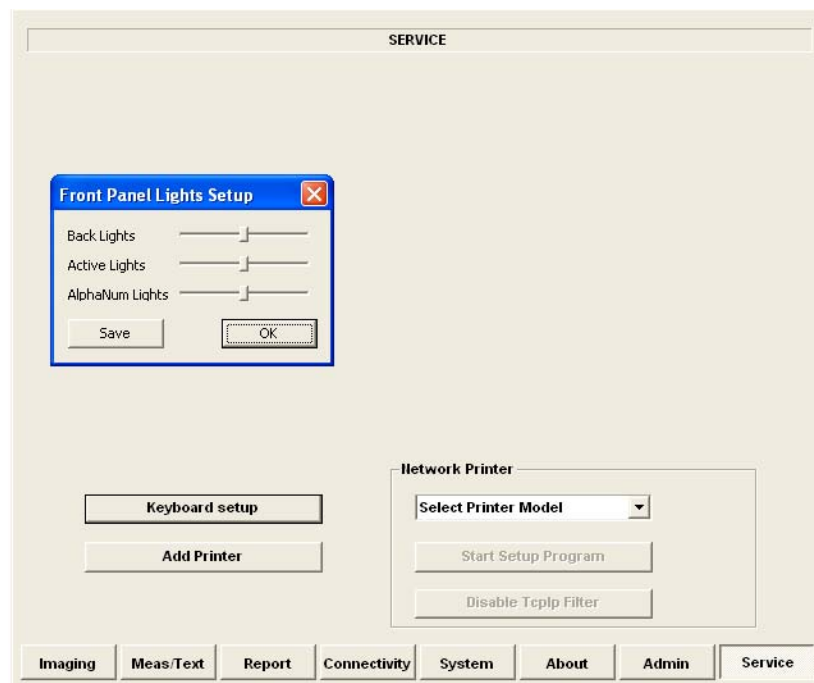 SERVICE
Front Panel Lights Setup
Back Lights
Active Lights
AlphaNum Lights
Save OK
Network Printer
Keyboard setup Select Printer Model
Add Printer Start Setup Program
Disable TcpIp Filter
Imaging Meas/Text Report Connectivity System About Admin Service